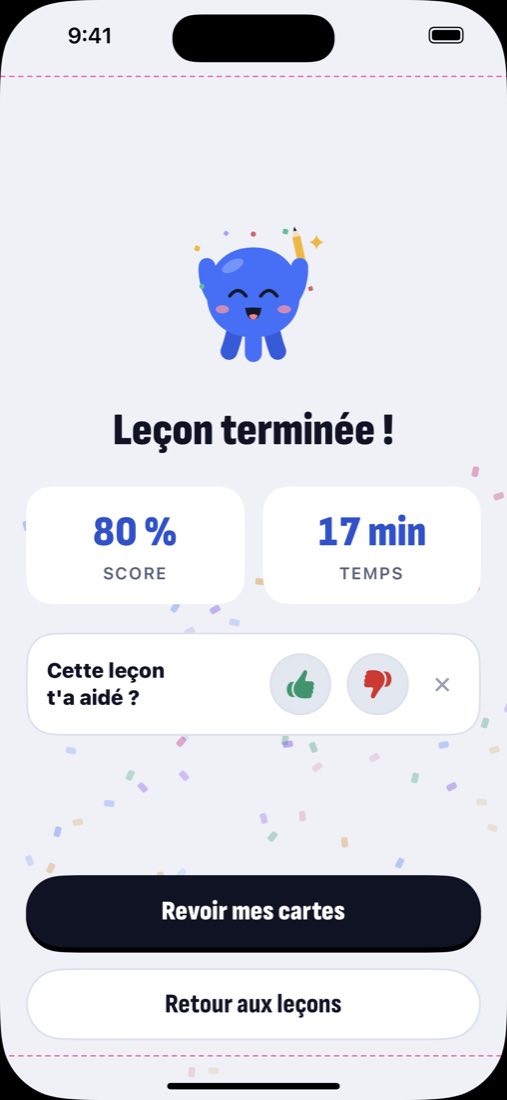 9:41
Leçon terminée !
80 %
SCORE
17 min
TEMPS
Cette leçon
t'a aidé ?
Revoir mes cartes
Retour aux leçons